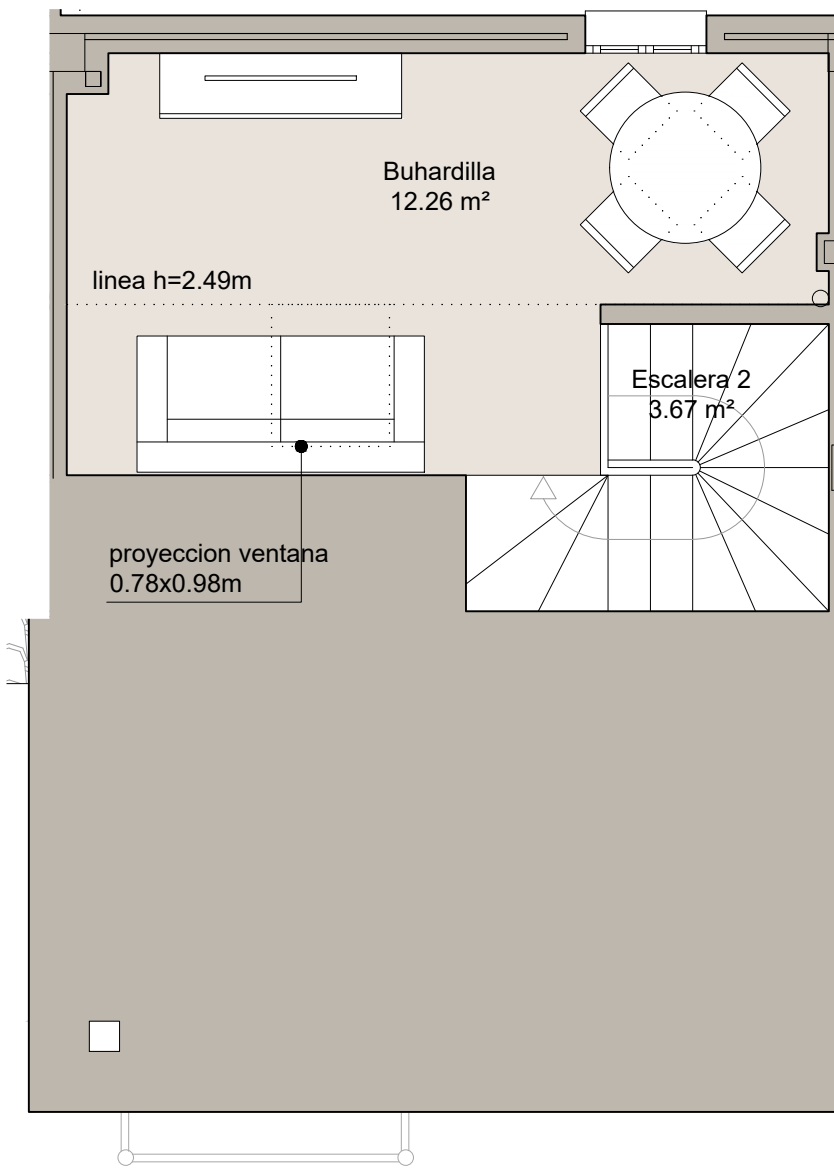 Buhardilla
12.26 m²
linea h=2.49m
Escalera 2
3.67 m²
proyeccion ventana
0.78x0.98m